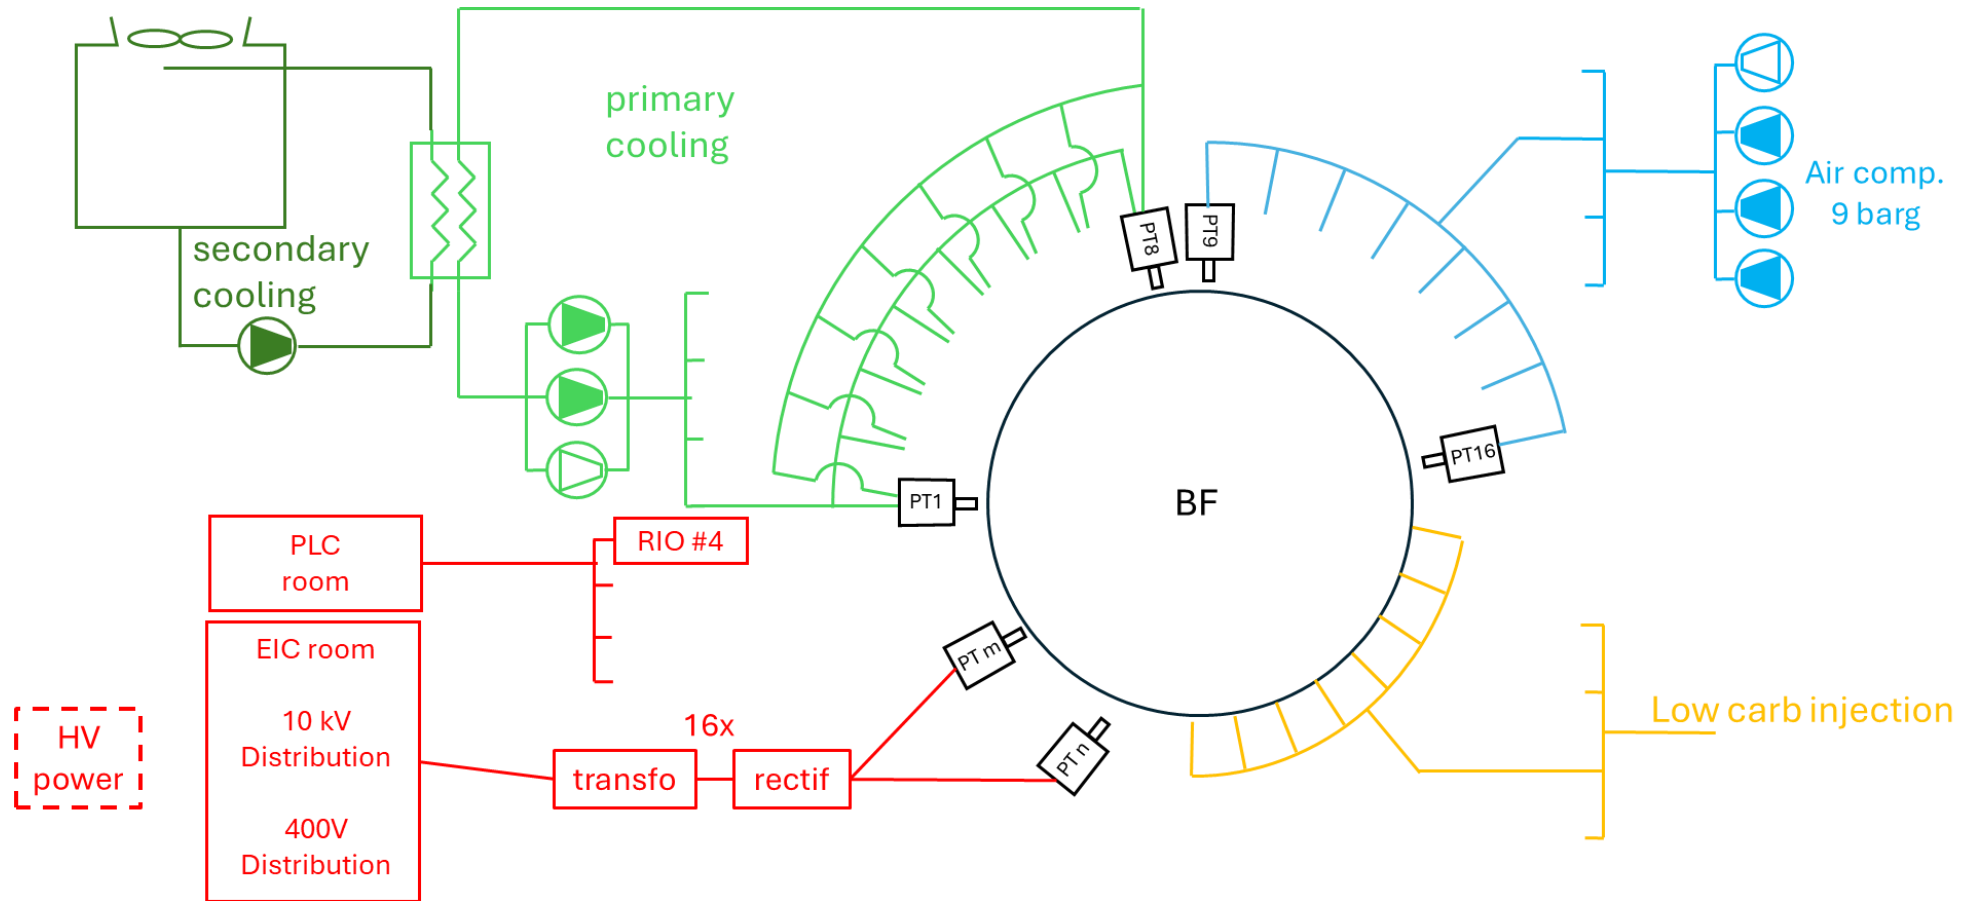 primary
cooling
secondary
cooling
Air comp.
9 barg
PT8
PT9
PT16
PT1
BF
PLC
room
RIO #4
EIC room
10 kV
Distribution
400V
Distribution
HV
power
16x
transfo
rectif
PT m
PT n
Low carb injection